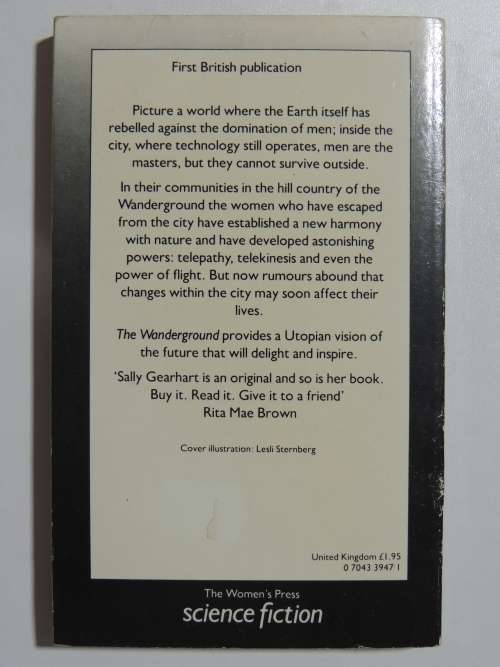 First British publication
Picture a world where the Earth itself has
rebelled against the domination of men; inside the
city, where technology still operates, men are the
masters, but they cannot survive outside.
In their communities in the hill country of the
Wanderground the women who have escaped
from the city have established a new harmony
with nature and have developed astonishing
powers: telepathy, telekinesis and even the
power of flight. But now rumours abound that
changes within the city may soon affect their
lives.
The Wanderground provides a Utopian vision of
the future that will delight and inspire.
‘Sally Gearhart is an original and so is her book.
Buy it. Read it. Give it to a friend’
Rita Mae Brown
Cover illustration: Lesli Sternberg
United Kingdom £1.95
0 7043 3947 1
The Women's Press
science fiction